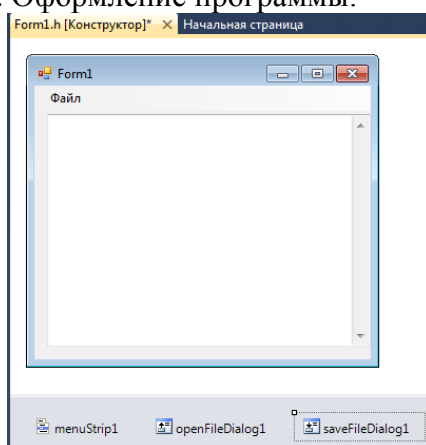 . Оформление программы.
Form1.h [Конструктор]* × Начальная страница
Form1
Файл
menuStrip1 openFileDialog1 saveFileDialog1